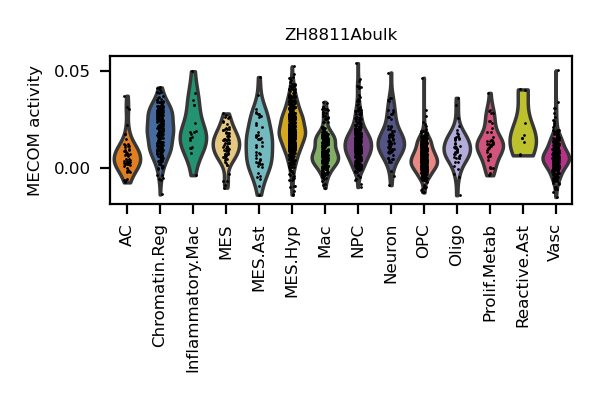 ZH8811Abulk
MECOM activity
0.05
0.00
AC
Chromatin.Reg
Inflammatory.Mac
MES
MES.Ast
MES.Hyp
Mac
NPC
Neuron
OPC
Oligo
Prolif.Metab
Reactive.Ast
Vasc